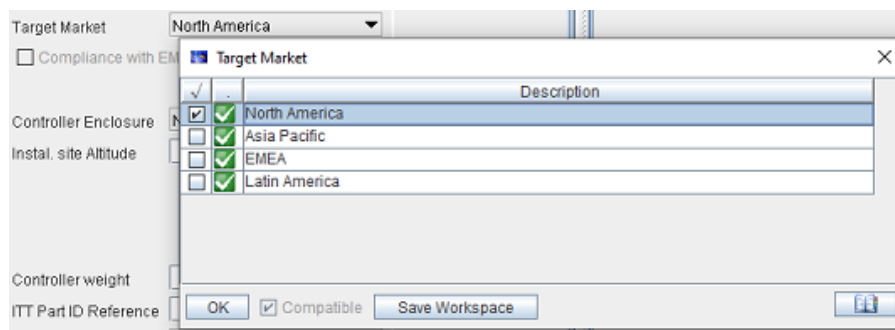 Target Market North America
Compliance with EM
Target Market
√ . Description
North America
Asia Pacific
EMEA
Latin America
Controller Enclosure N
Instal. site Altitude
Controller weight
ITT Part ID Reference
OK Compatible Save Workspace